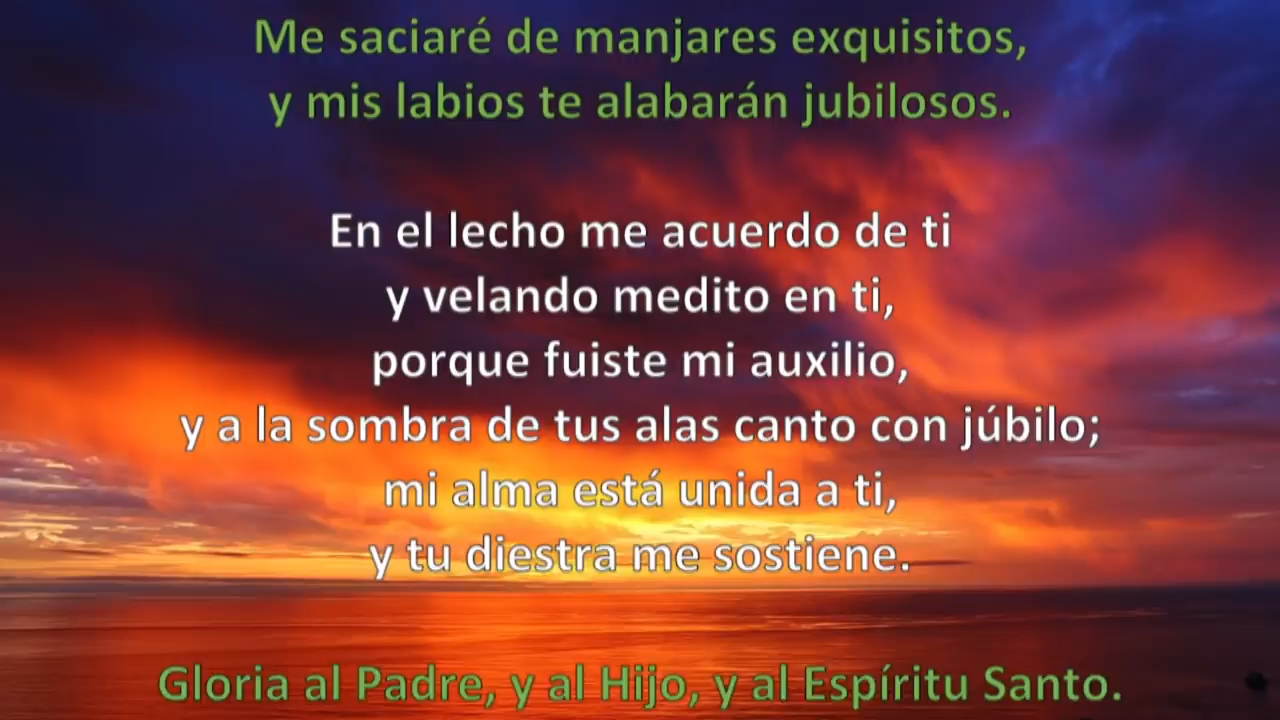 Me saciaré de manjares exquisitos,
y mis labios te alabarán jubilosos.
En el lecho me acuerdo de ti
y velando medito en ti,
porque fuiste mi auxilio,
y a la sombra de tus alas canto con júbilo;
mi alma está unida a ti,
y tu diestra me sostiene.
Gloria al Padre, y al Hijo, y al Espíritu Santo.